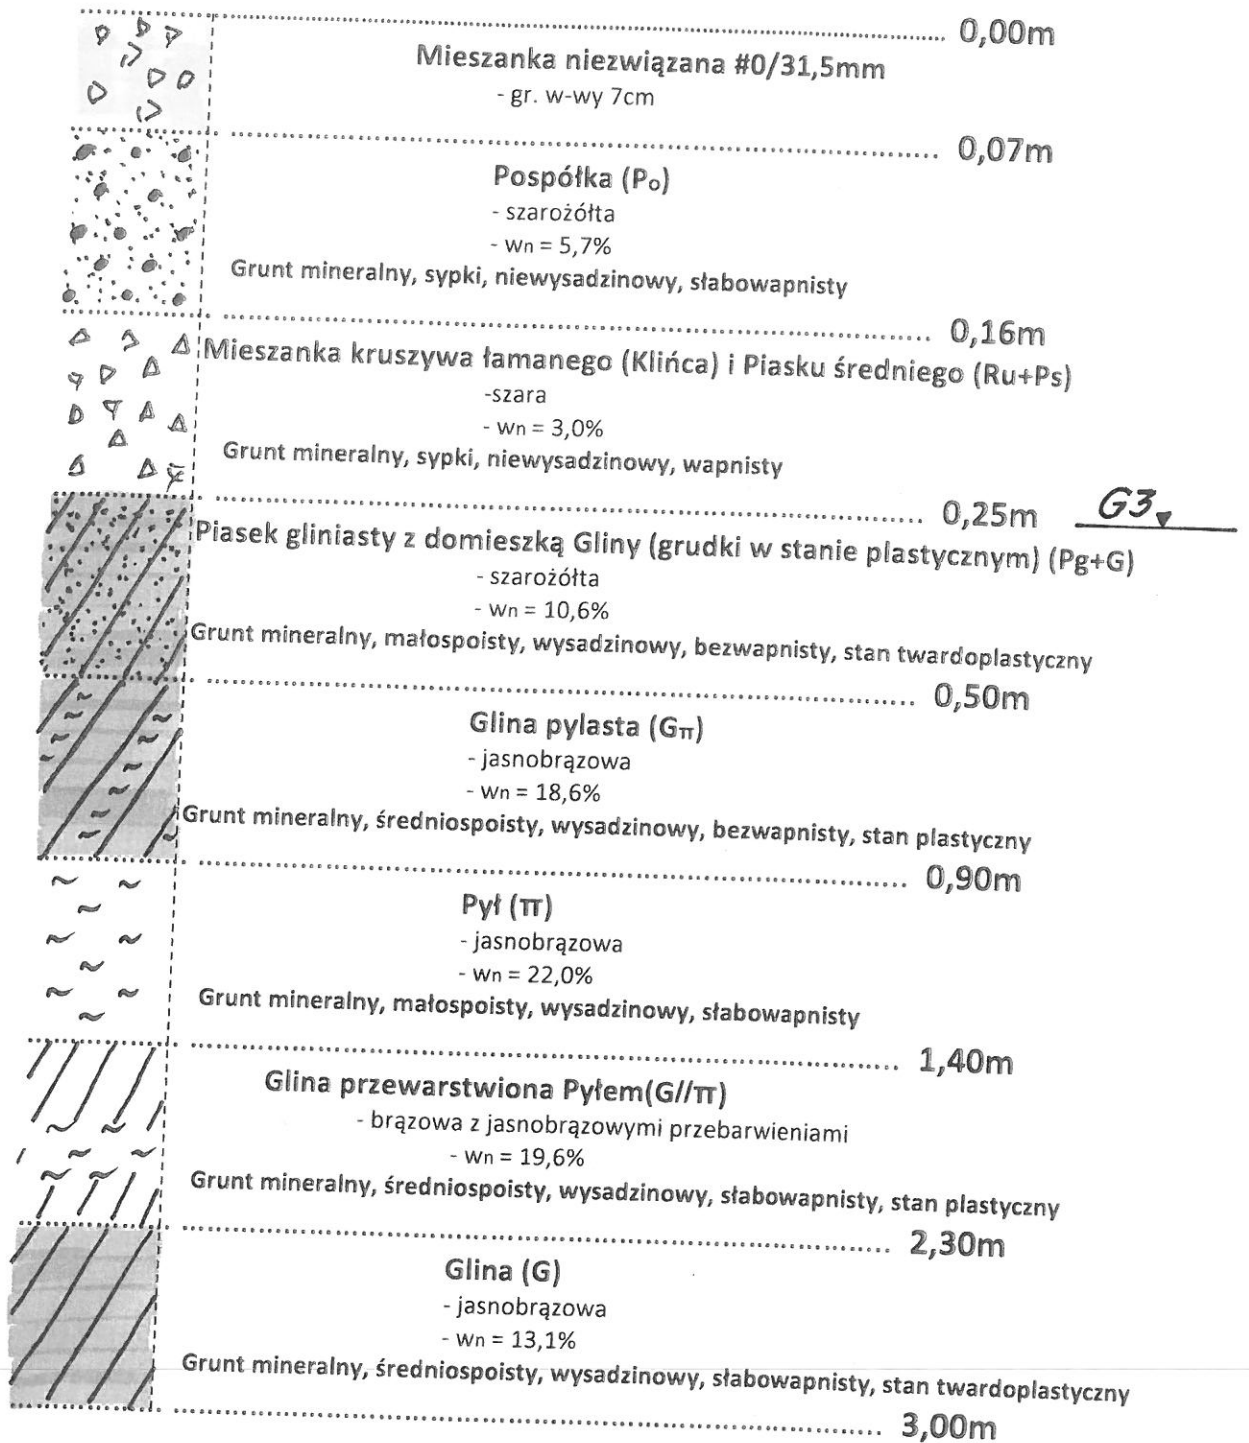 0,00m
Mieszanka niezwiązana #0/31,5mm
- gr. w-wy 7cm
0,07m
Pospółka (Po)
- szarożółta
- wn = 5,7%
Grunt mineralny, sypki, niewysadzinowy, słabowapnisty
0,16m
Mieszanka kruszywa łamanego (Klińca) i Piasku średniego (Ru+Ps)
-szara
- wn = 3,0%
Grunt mineralny, sypki, niewysadzinowy, wapnisty
0,25m G3
Piasek gliniasty z domieszką Gliny (grudki w stanie plastycznym) (Pg+G)
- szarożółta
- wn = 10,6%
Grunt mineralny, małospoisty, wysadzinowy, bezwapnisty, stan twardoplastyczny
0,50m
Glina pylasta (Gπ)
- jasnobrązowa
- wn = 18,6%
Grunt mineralny, średniospoisty, wysadzinowy, bezwapnisty, stan plastyczny
0,90m
Pył (π)
- jasnobrązowa
- wn = 22,0%
Grunt mineralny, małospoisty, wysadzinowy, słabowapnisty
1,40m
Glina przewarstwiona Pyłem(G//π)
- brązowa z jasnobrązowymi przebarwieniami
- wn = 19,6%
Grunt mineralny, średniospoisty, wysadzinowy, słabowapnisty, stan plastyczny
2,30m
Glina (G)
- jasnobrązowa
- wn = 13,1%
Grunt mineralny, średniospoisty, wysadzinowy, słabowapnisty, stan twardoplastyczny
3,00m